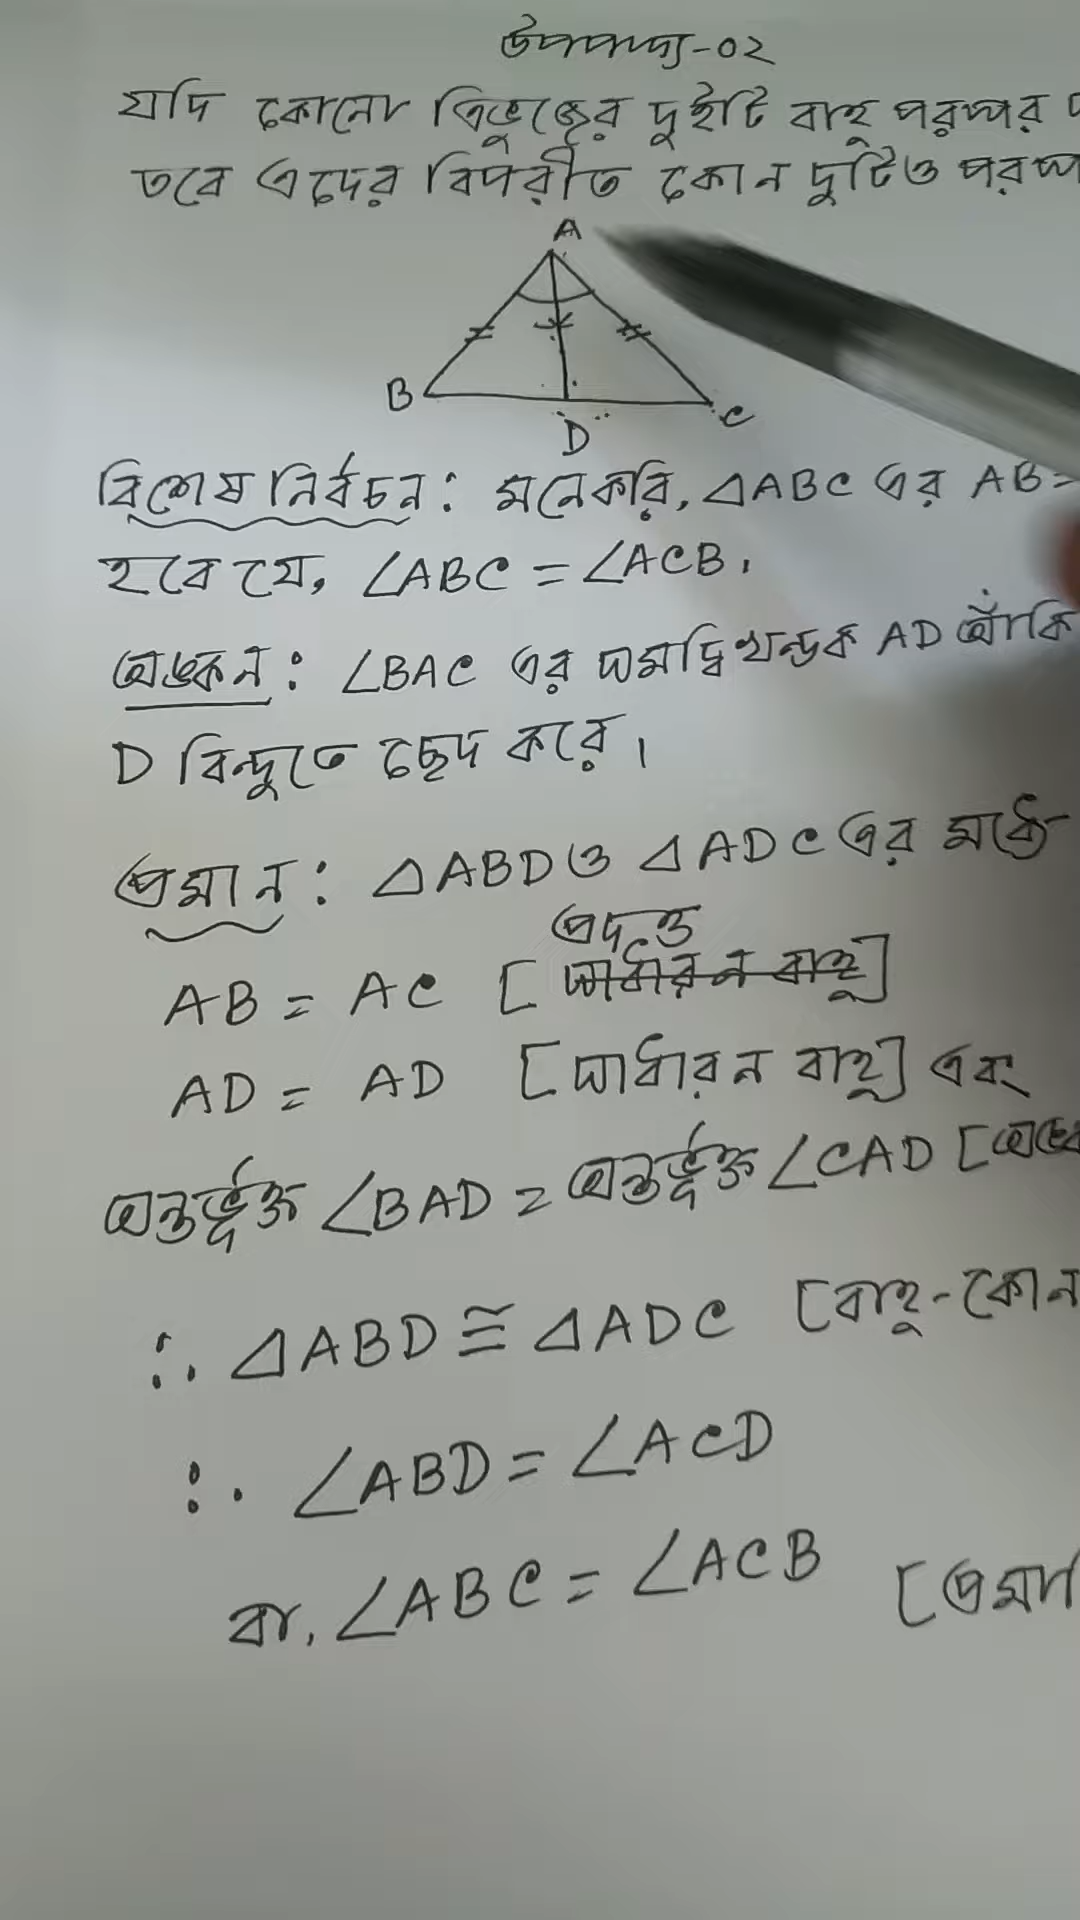 উপপাদ্য-০২
যদি কোনো ত্রিভুজের দুইটি বাহু পরস্পর
তবে এদের বিপরীত কোন দুটিও
A
B
C
D
বিশেষ নির্বচন: মনেকরি, △ABC এর AB=
হবে যে, ∠ABC = ∠ACB.
অঙ্কন: ∠BAC এর সমদ্বিখন্ডক AD আঁকি
D বিন্দুতে ছেদ করে।
প্রমান: △ABD ও △ADC এর মধ্যে
প্রদত্ত
AB = AC [সাধারন বাহু]
AD = AD [সাধারন বাহু] এবং
অন্তর্ভূক্ত ∠BAD = অন্তর্ভূক্ত ∠CAD [
∴ △ABD ≅ △ADC [বাহু-কোন
∴ ∠ABD = ∠ACD
বা, ∠ABC = ∠ACB [